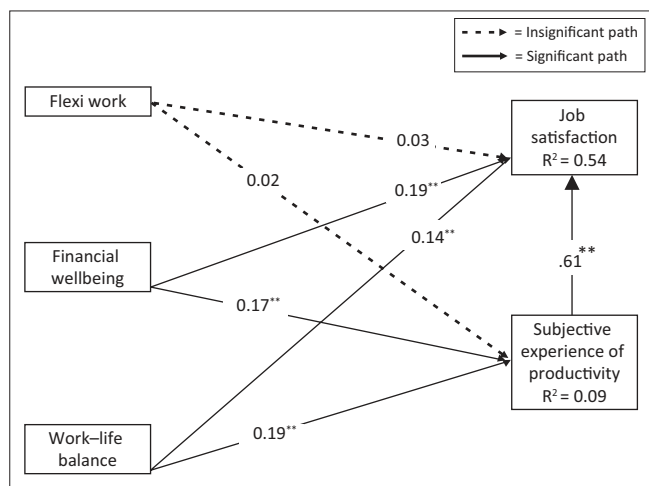 = Insignificant path
= Significant path
Flexi work
Job
satisfaction
R² = 0.54
0.03
0.02
0.19**
0.14**
Financial
wellbeing
.61**
0.17**
Subjective
experience of
productivity
R² = 0.09
0.19**
Work–life
balance